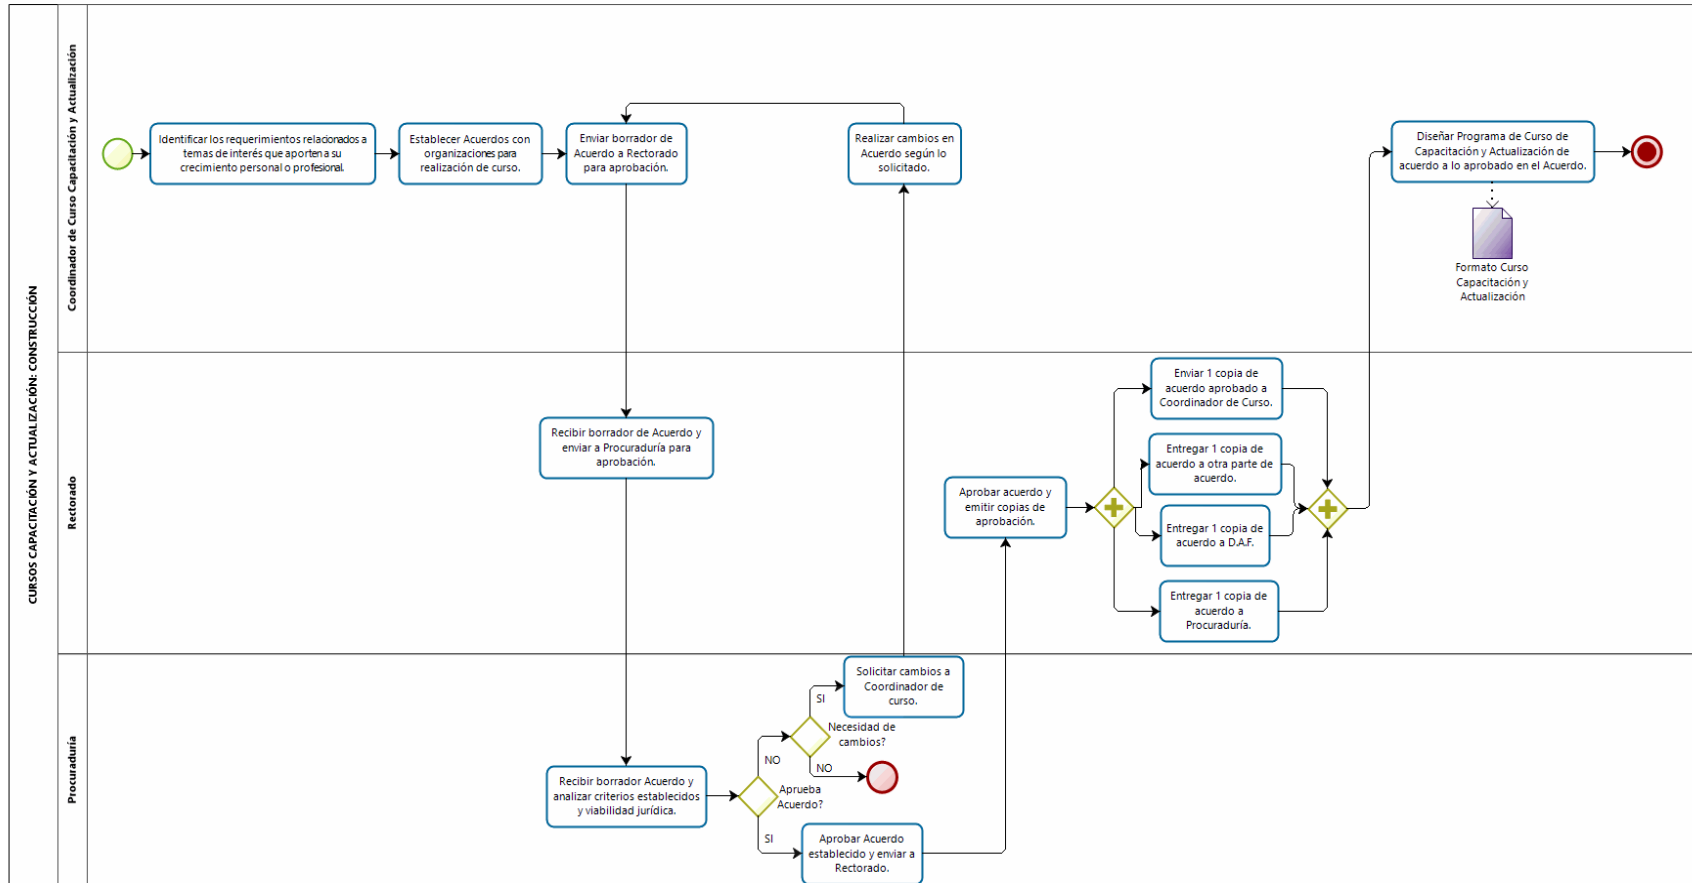 CURSOS CAPACITACIÓN Y ACTUALIZACIÓN: CONSTRUCCIÓN
Coordinador de Curso Capacitación y Actualización
Identificar los requerimientos relacionados a
temas de interés que aporten a su
crecimiento personal o profesional.
Establecer Acuerdos con
organizaciones para
realización de curso.
Enviar borrador de
Acuerdo a Rectorado
para aprobación.
Realizar cambios en
Acuerdo según lo
solicitado.
Diseñar Programa de Curso de
Capacitación y Actualización de
acuerdo a lo aprobado en el Acuerdo.
Formato Curso
Capacitación y
Actualización
Rectorado
Recibir borrador de Acuerdo y
enviar a Procuraduría para
aprobación.
Aprobar acuerdo y
emitir copias de
aprobación.
Enviar 1 copia de
acuerdo aprobado a
Coordinador de Curso.
Entregar 1 copia de
acuerdo a otra parte de
acuerdo.
Entregar 1 copia de
acuerdo a D.A.F.
Entregar 1 copia de
acuerdo a
Procuraduría.
Procuraduría
Recibir borrador Acuerdo y
analizar criterios establecidos
y viabilidad jurídica.
Aprueba
Acuerdo?
NO
SI
Necesidad de
cambios?
SI
NO
Solicitar cambios a
Coordinador de
curso.
Aprobar Acuerdo
establecido y enviar a
Rectorado.